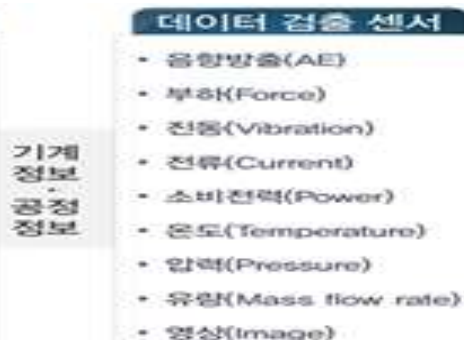 데이터 검출 센서
• 음향방출(AE)
• 부하(Force)
• 진동(Vibration)
• 전류(Current)
• 소비전력(Power)
• 온도(Temperature)
• 압력(Pressure)
• 유량(Mass flow rate)
• 영상(Image)
기계
정보
·
공정
정보